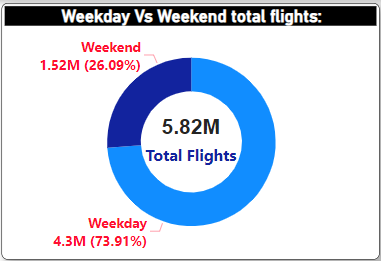 Weekday Vs Weekend total flights:
Weekend
1.52M (26.09%)
5.82M
Total Flights
Weekday
4.3M (73.91%)